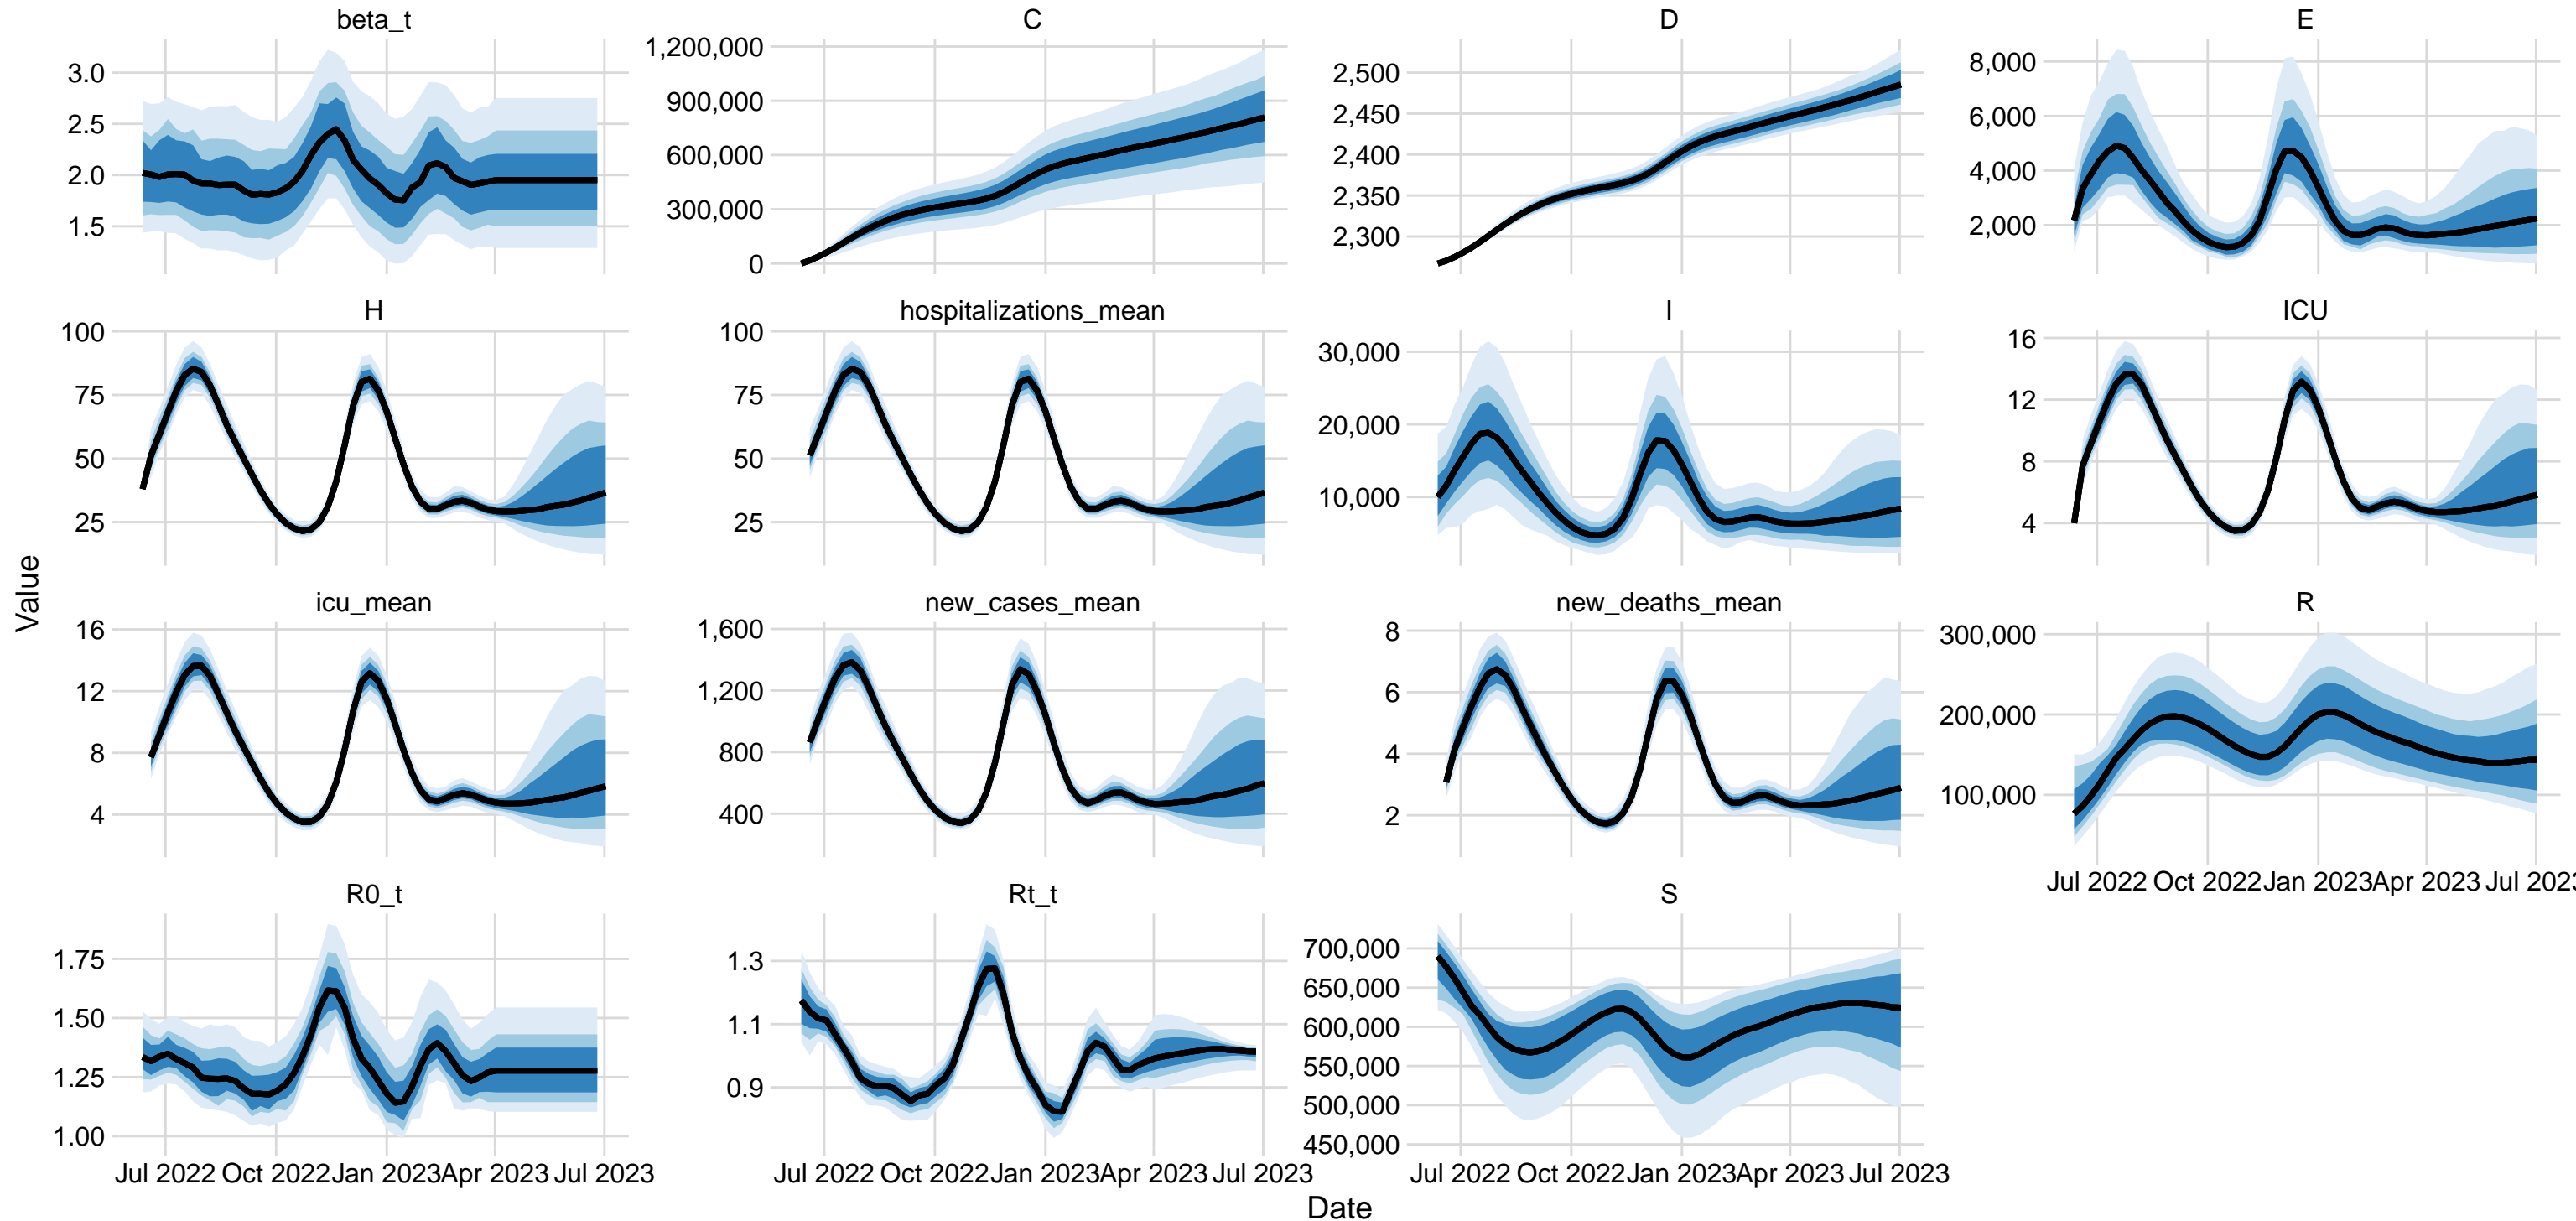 beta_t
C
D
E
3.0
2.5
2.0
1.5
1,200,000
900,000
600,000
300,000
0
2,500
2,450
2,400
2,350
2,300
8,000
6,000
4,000
2,000
H
hospitalizations_mean
I
ICU
100
75
50
25
100
75
50
25
30,000
20,000
10,000
16
12
8
4
Value
icu_mean
new_cases_mean
new_deaths_mean
R
16
12
8
4
1,600
1,200
800
400
8
6
4
2
300,000
200,000
100,000
Jul 2022 Oct 2022 Jan 2023 Apr 2023 Jul 202
R0_t
Rt_t
S
1.75
1.50
1.25
1.00
1.3
1.1
0.9
700,000
650,000
600,000
550,000
500,000
450,000
Jul 2022 Oct 2022 Jan 2023 Apr 2023 Jul 2023
Jul 2022 Oct 2022 Jan 2023 Apr 2023 Jul 2023
Jul 2022 Oct 2022 Jan 2023 Apr 2023 Jul 2023
Date